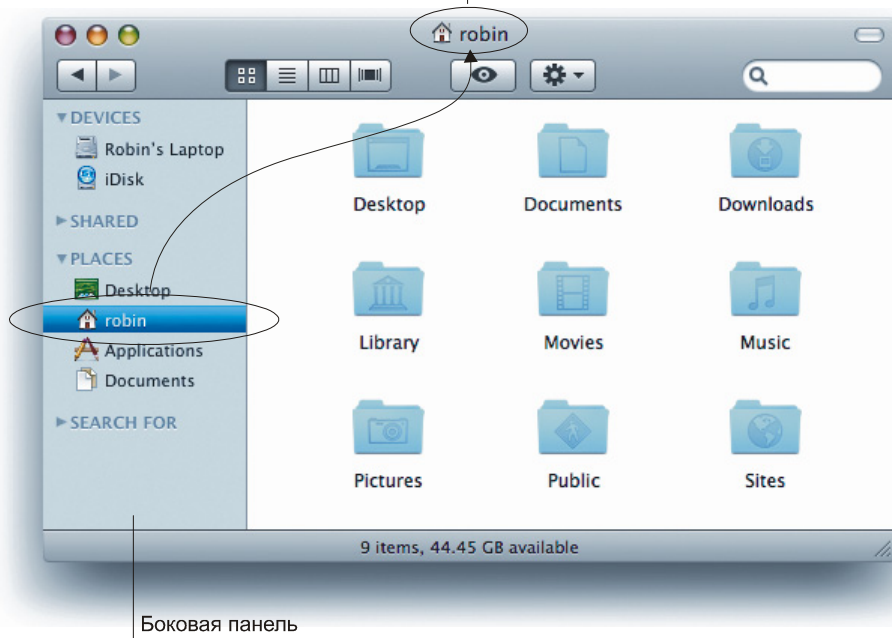 robin
DEVICES
Robin's Laptop
iDisk
SHARED
PLACES
Desktop
robin
Applications
Documents
SEARCH FOR
Desktop Documents Downloads
Library Movies Music
Pictures Public Sites
9 items, 44.45 GB available
Боковая панель